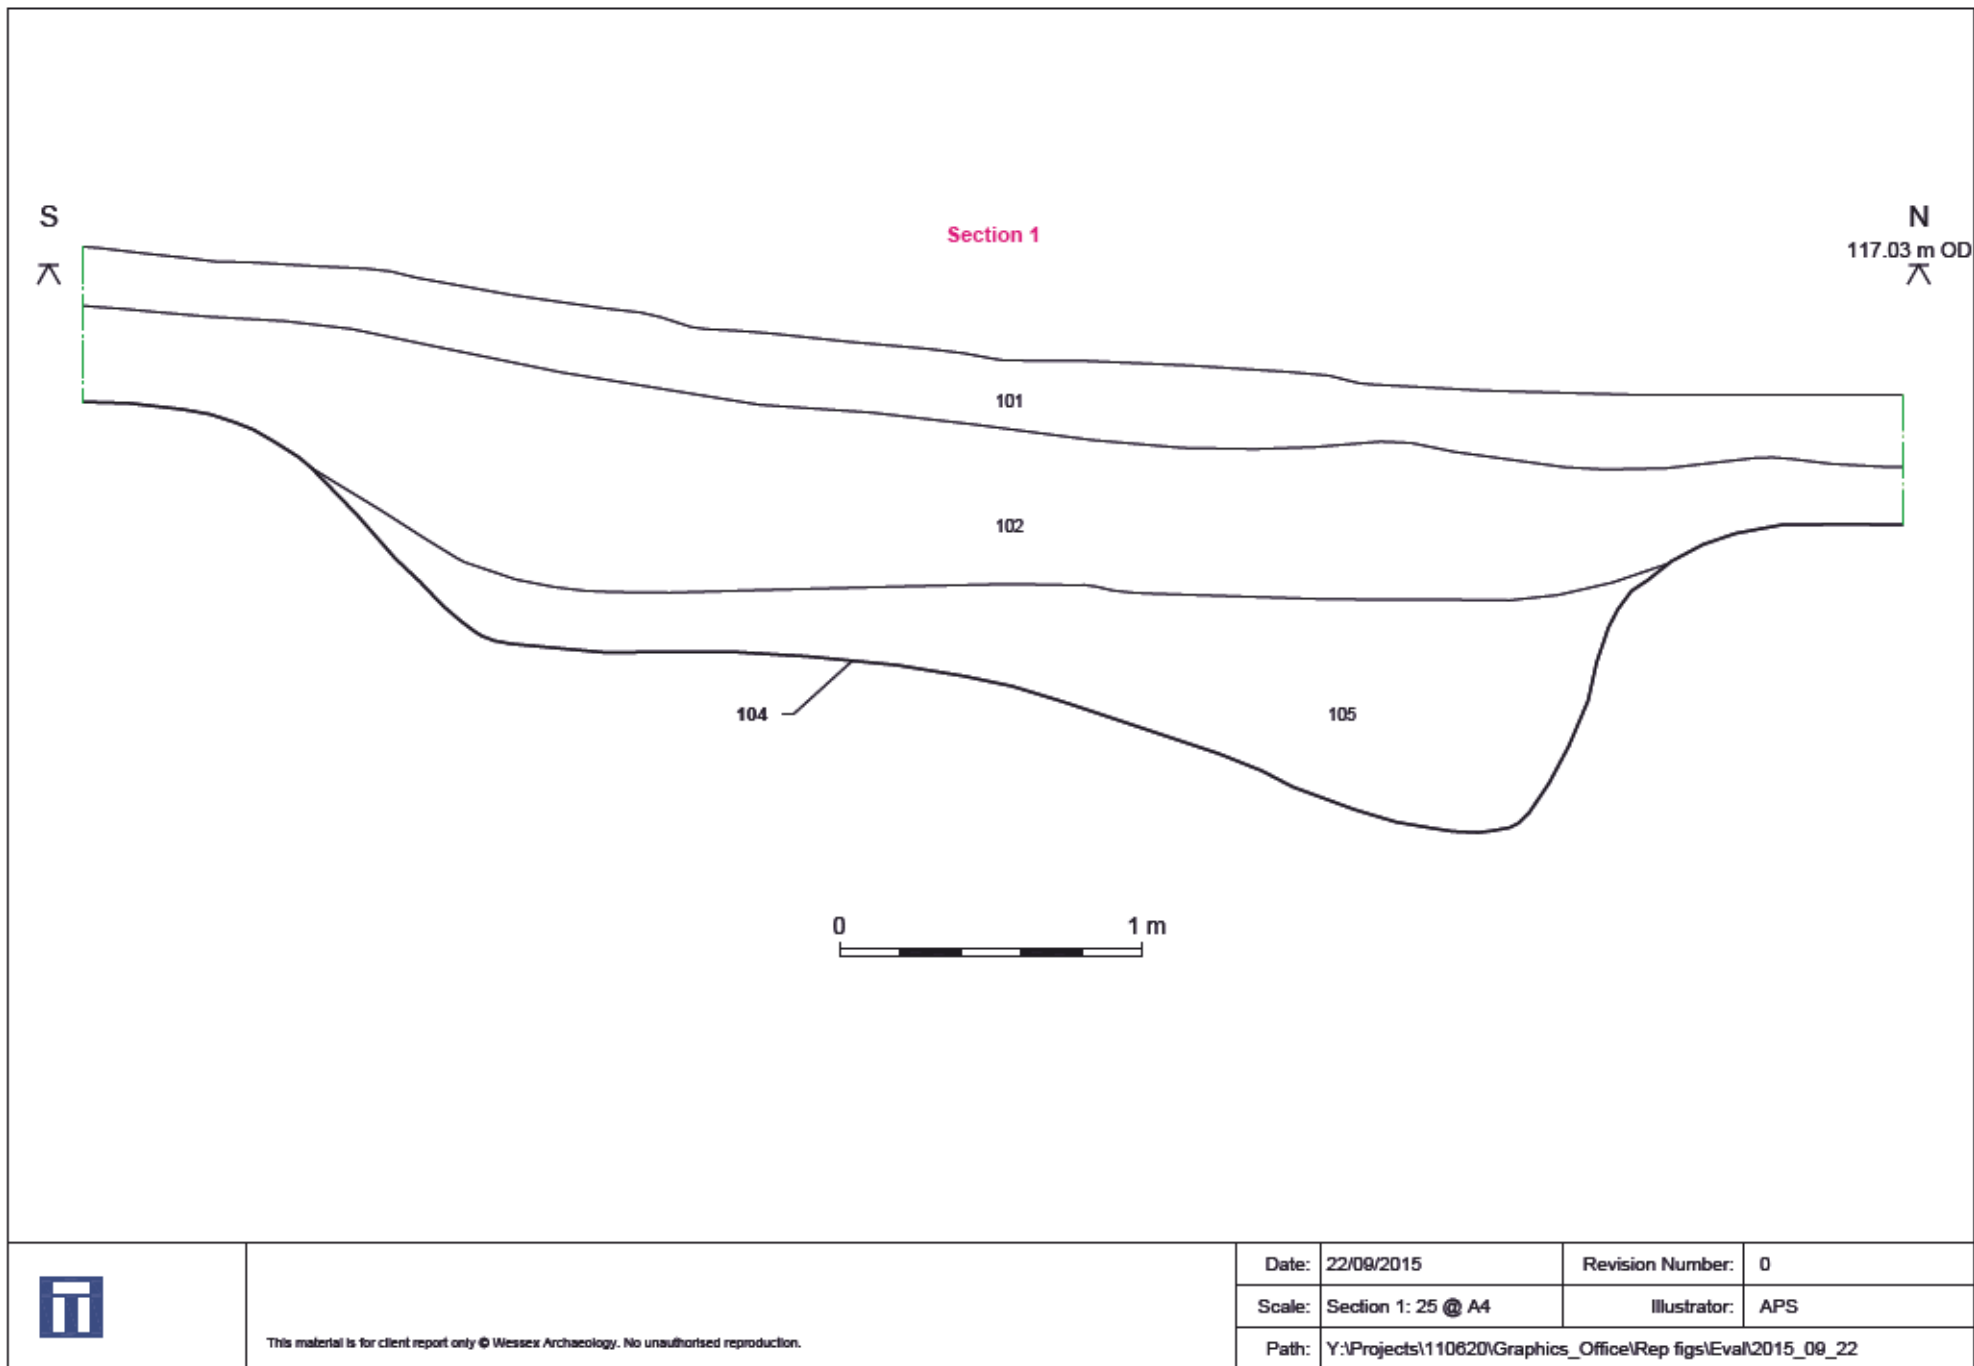 S
Section 1
N
117.03 m OD
101
102
104
105
0
1 m
Date: 22/09/2015 Revision Number: 0
Scale: Section 1: 25 @ A4 Illustrator: APS
This material is for client report only © Wessex Archaeology. No unauthorised reproduction.
Path: Y:\Projects\110620\Graphics_Office\Rep figs\Eval\2015_09_22